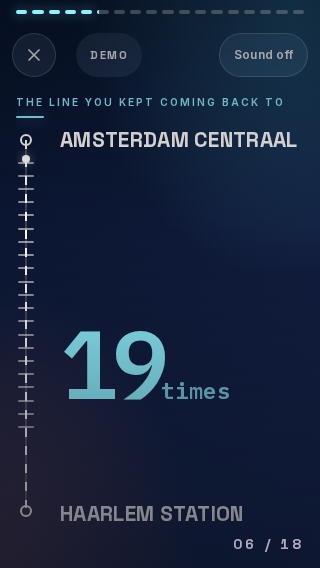 DEMO
Sound off
THE LINE YOU KEPT COMING BACK TO
AMSTERDAM CENTRAAL
19 times
HAARLEM STATION
06 / 18